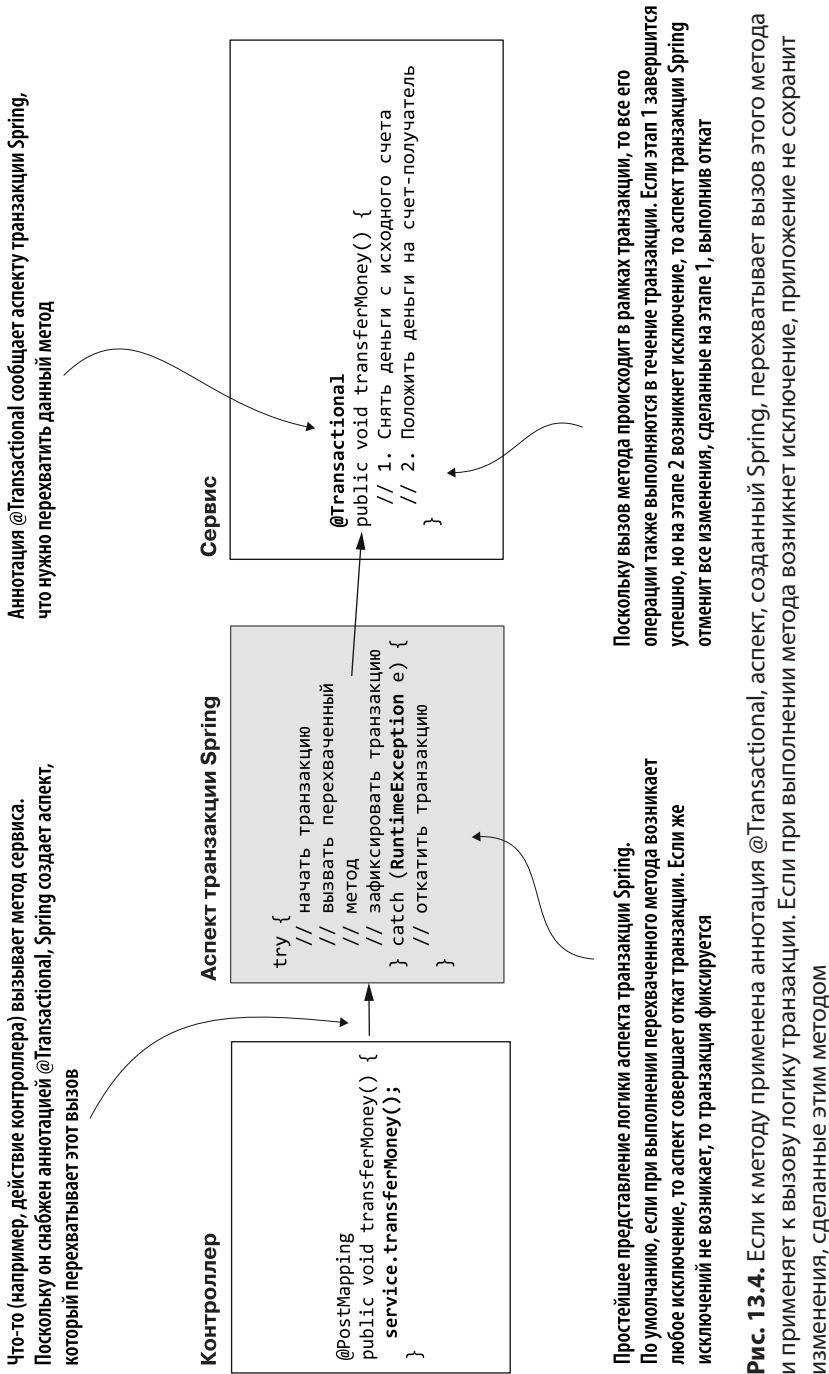 Что-то (например, действие контроллера) вызывает метод сервиса.
Поскольку он снабжен аннотацией @Transactional, Spring создает аспект,
который перехватывает этот вызов
Аннотация @Transactional сообщает аспекту транзакции Spring,
что нужно перехватить данный метод
Контроллер
@PostMapping
public void transferMoney() {
service.transferMoney();
}
Аспект транзакции Spring
try {
// начать транзакцию
// вызвать перехваченный
// метод
// зафиксировать транзакцию
} catch (RuntimeException e) {
// откатить транзакцию
}
Сервис
@Transactional
public void transferMoney() {
// 1. Снять деньги с исходного счета
// 2. Положить деньги на счет-получатель
}
Простейшее представление логики аспекта транзакции Spring.
По умолчанию, если при выполнении перехваченного метода возникает
любое исключение, то аспект совершает откат транзакции. Если же
исключений не возникает, то транзакция фиксируется
Поскольку вызов метода происходит в рамках транзакции, то все его
операции также выполняются в течение транзакции. Если этап 1 завершится
успешно, но на этапе 2 возникнет исключение, то аспект транзакции Spring
отменит все изменения, сделанные на этапе 1, выполнив откат
Рис. 13.4. Если к методу применена аннотация @Transactional, аспект, созданный Spring, перехватывает вызов этого метода
и применяет к вызову логику транзакции. Если при выполнении метода возникнет исключение, приложение не сохранит
изменения, сделанные этим методом